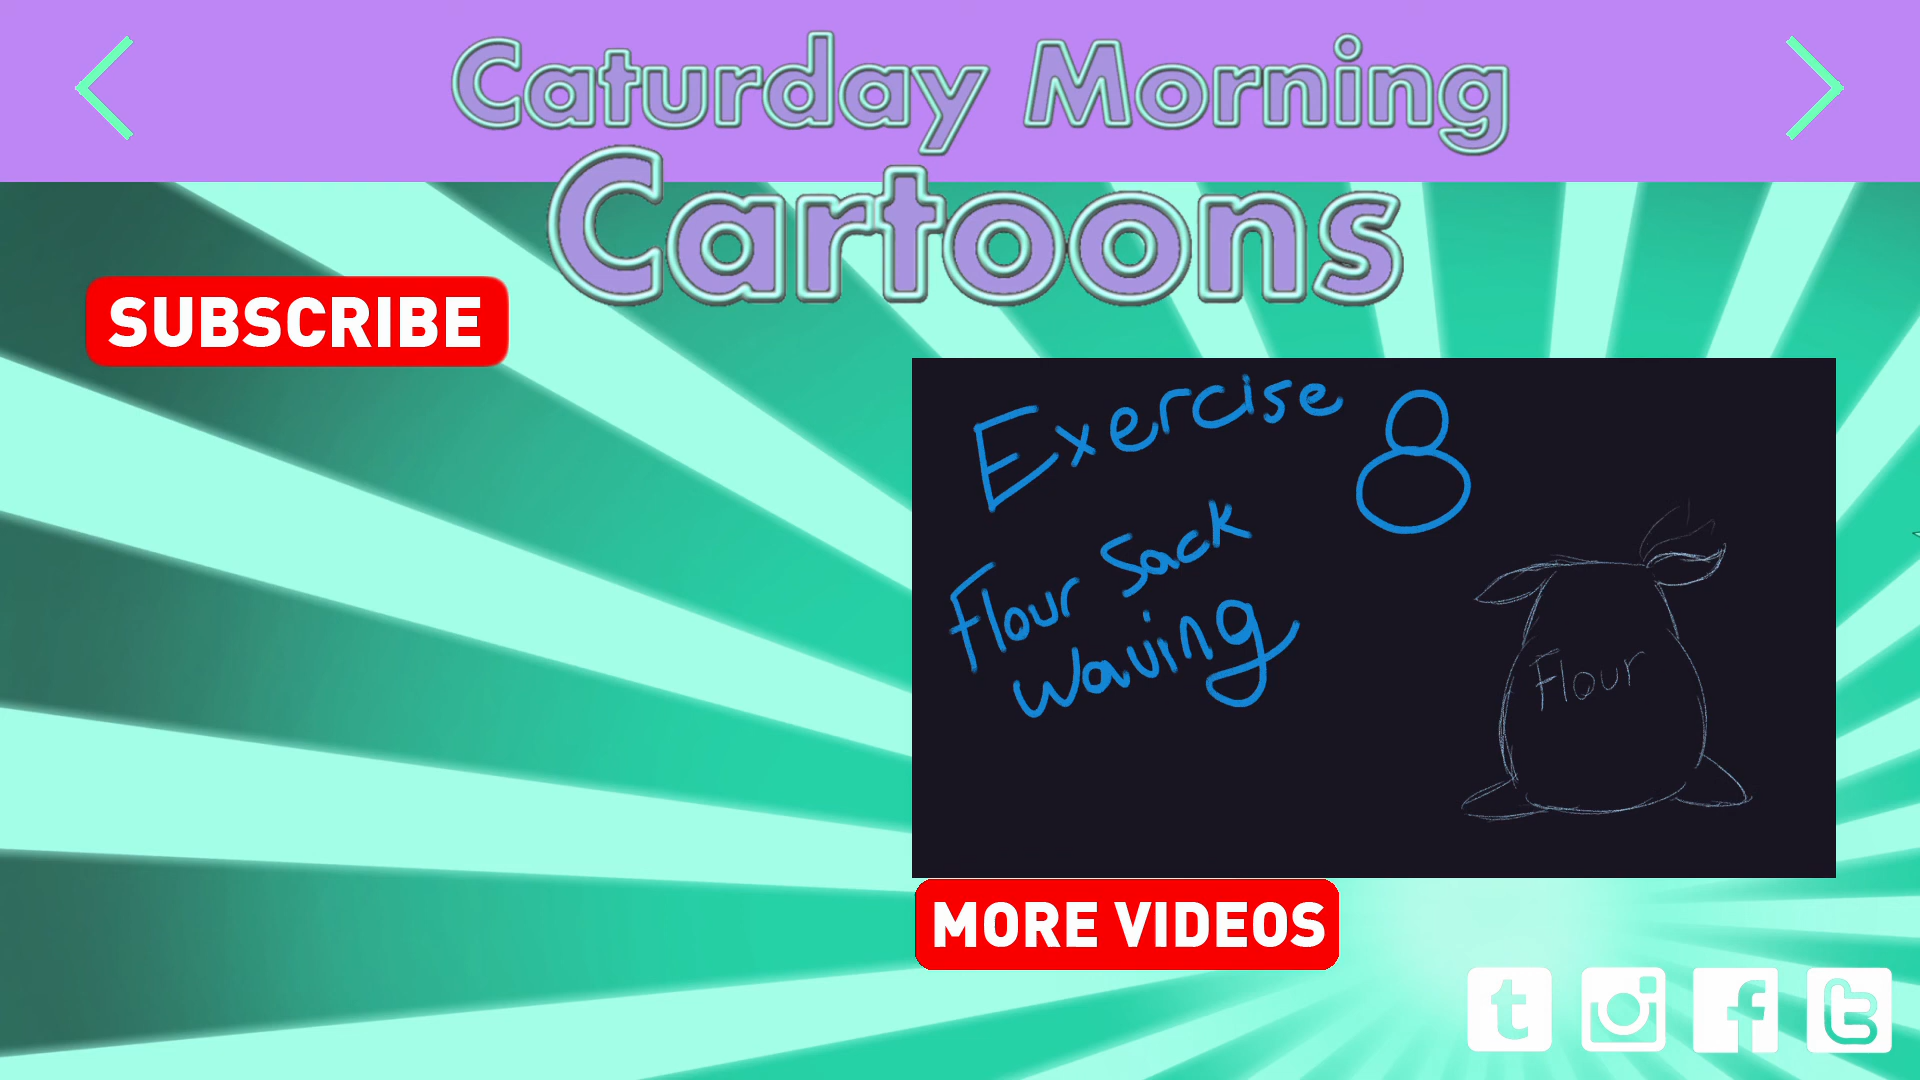 Caturday Morning
Cartoons
SUBSCRIBE
Exercise 8
Flour Sack
Waving
Flour
MORE VIDEOS